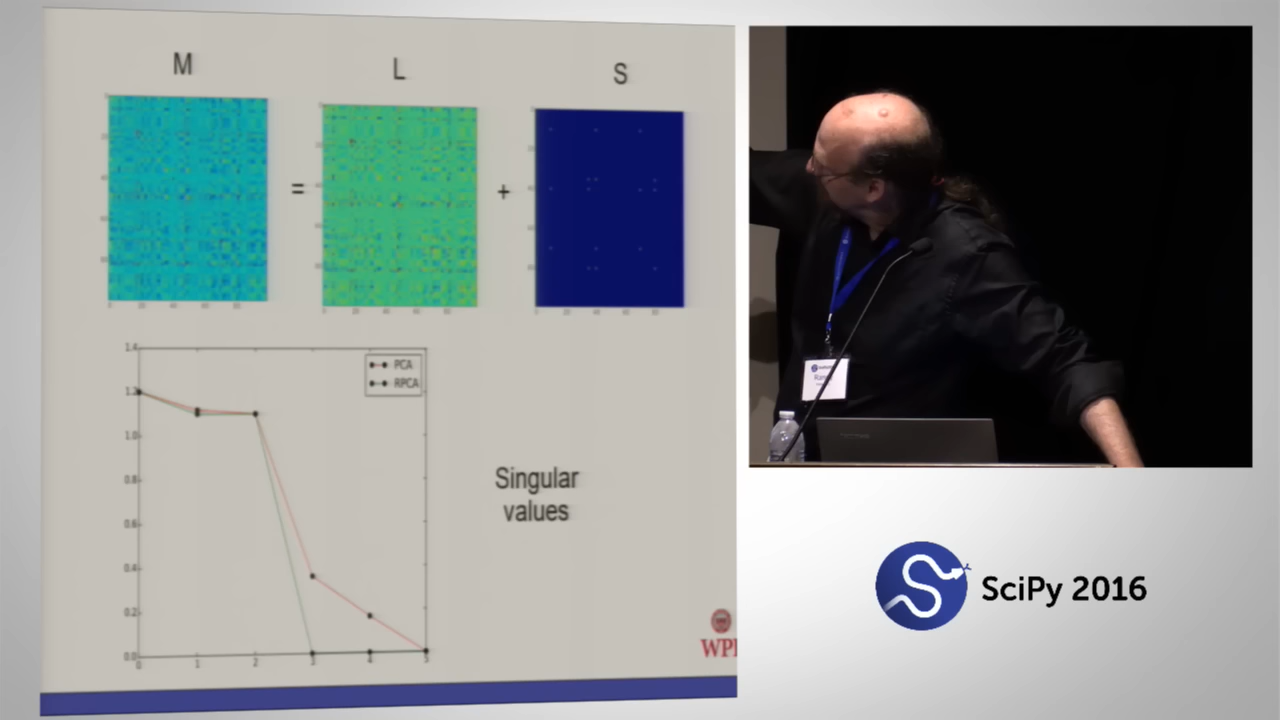 M
L
S
=
+
1.4
1.2
1.0
0.8
0.6
0.4
0.2
0.0
0 1 2 3 4 5
PCA
RPCA
Singular
values
WPI
SciPy 2016